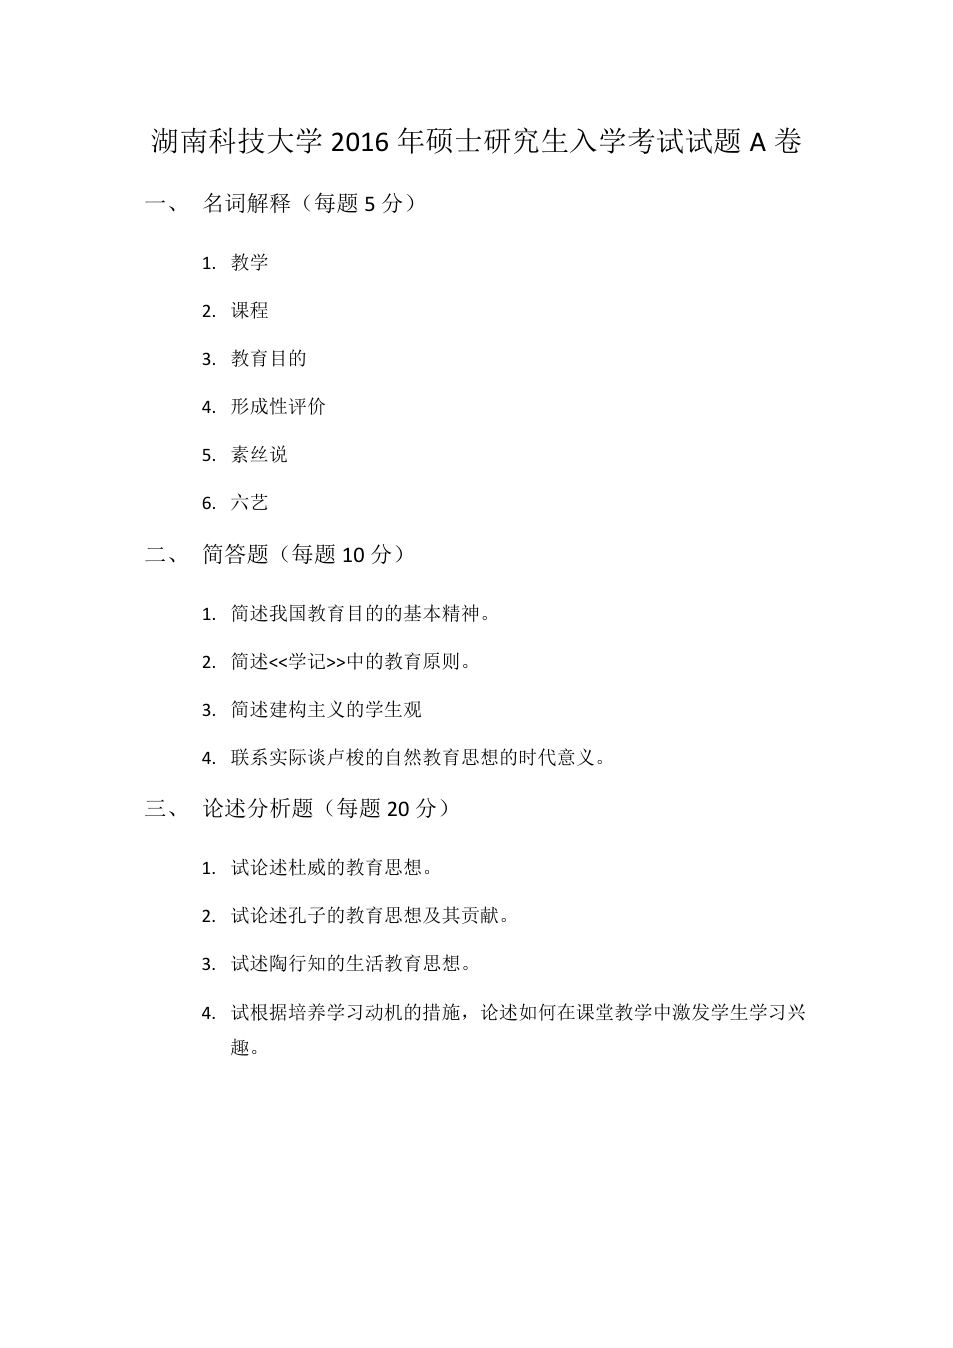 湖南科技大学 2016 年硕士研究生入学考试试题 A 卷
一、 名词解释（每题 5 分）
1. 教学
2. 课程
3. 教育目的
4. 形成性评价
5. 素丝说
6. 六艺
二、 简答题（每题 10 分）
1. 简述我国教育目的的基本精神。
2. 简述<<学记>>中的教育原则。
3. 简述建构主义的学生观
4. 联系实际谈卢梭的自然教育思想的时代意义。
三、 论述分析题（每题 20 分）
1. 试论述杜威的教育思想。
2. 试论述孔子的教育思想及其贡献。
3. 试述陶行知的生活教育思想。
4. 试根据培养学习动机的措施，论述如何在课堂教学中激发学生学习兴
趣。